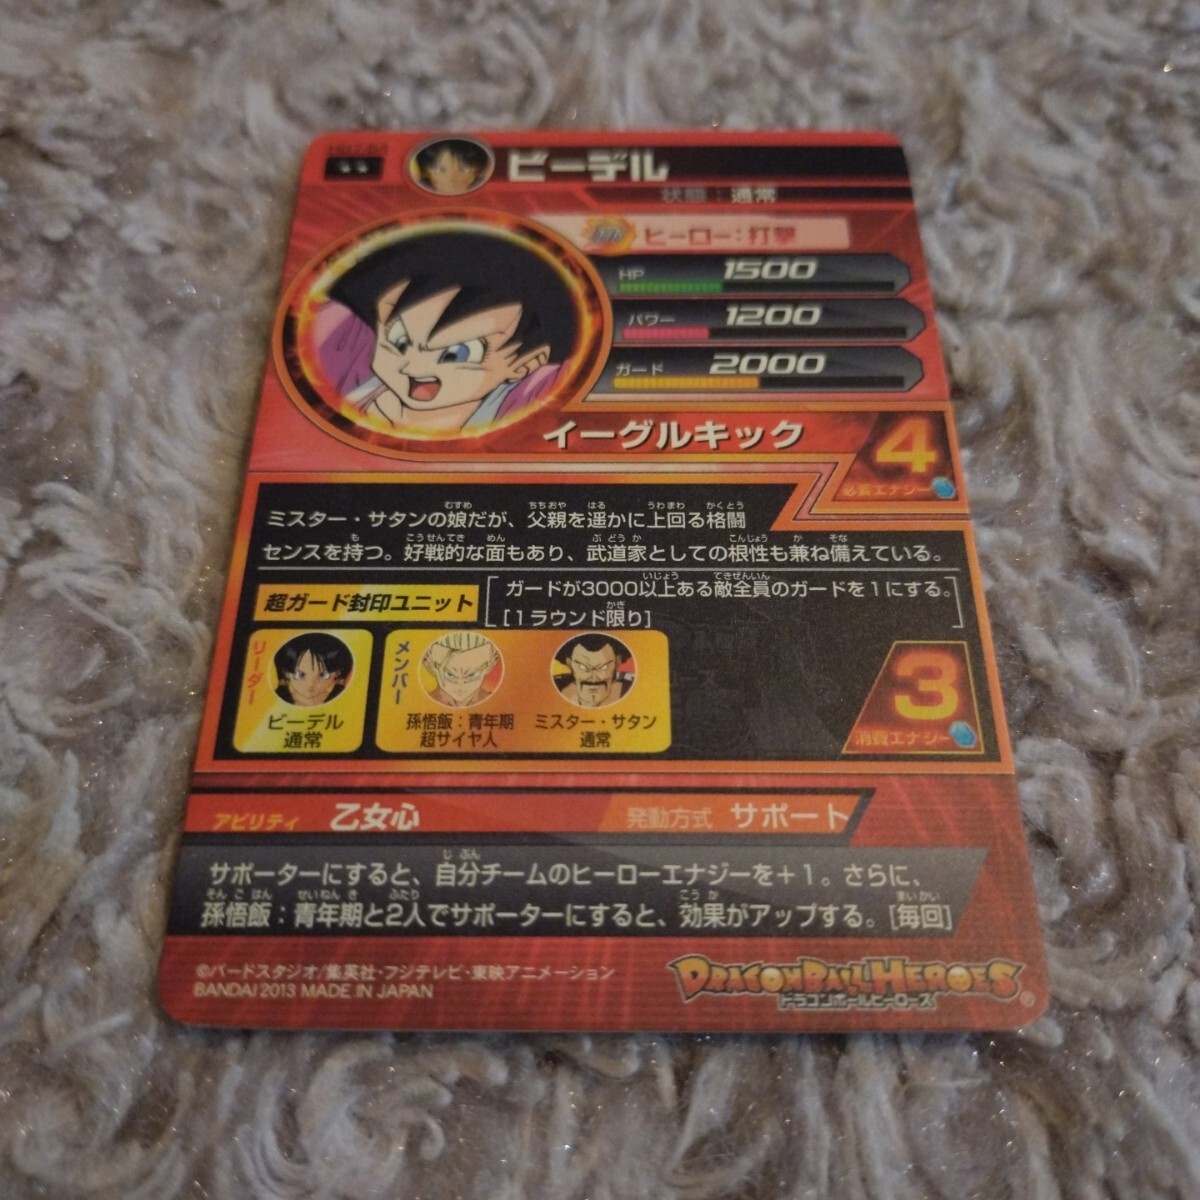 ビーデル
状態：通常
ヒーロー：打撃
HP 1500
パワー 1200
ガード 2000
イーグルキック
4
必要エナジー
ミスター・サタンの娘だが、父親を遥かに上回る格闘
センスを持つ。好戦的な面もあり、武道家としての根性も兼ね備えている。
超ガード封印ユニット
ガードが3000以上ある敵全員のガードを1にする。
[1ラウンド限り]
リーダー
ビーデル
通常
メンバー
孫悟飯：青年期
超サイヤ人
ミスター・サタン
通常
3
消費エナジー
アビリティ 乙女心
発動方式 サポート
サポーターにすると、自分チームのヒーローエナジーを＋1。さらに、
孫悟飯：青年期と2人でサポーターにすると、効果がアップする。[毎回]
©バードスタジオ/集英社・フジテレビ・東映アニメーション
BANDAI 2013 MADE IN JAPAN
DRAGONBALL HEROES
ドラゴンボールヒーローズ
®